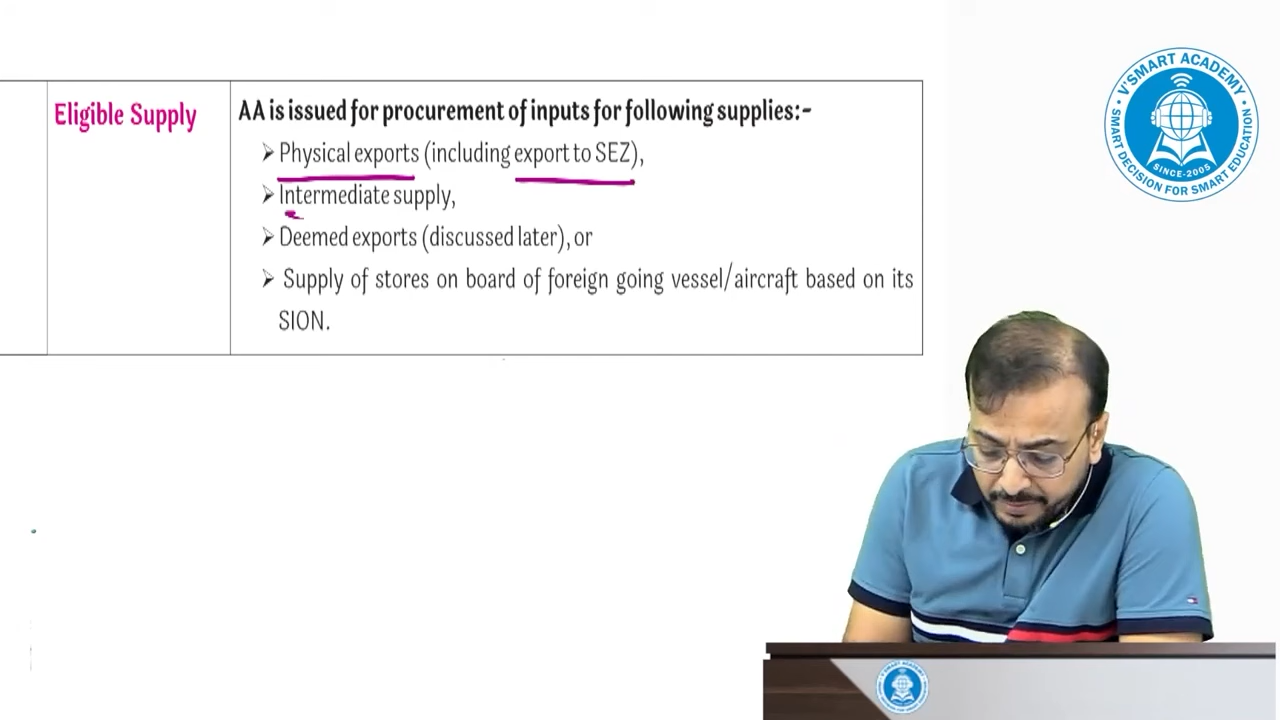 Eligible Supply
AA is issued for procurement of inputs for following supplies:-
➢ Physical exports (including export to SEZ),
➢ Intermediate supply,
➢ Deemed exports (discussed later), or
➢ Supply of stores on board of foreign going vessel/aircraft based on its
SION.
V'SMART ACADEMY
SINCE-2005
SMART DECISION FOR SMART EDUCATION